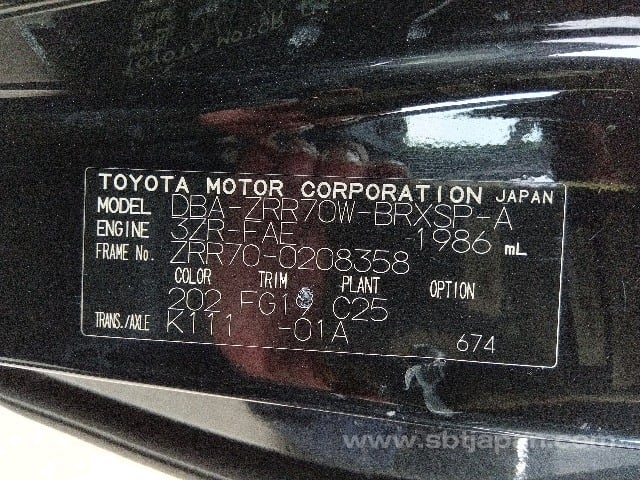 TOYOTA MOTOR CORPORATION JAPAN
MODEL DBA-ZRR70W-BRXSP-A
ENGINE 3ZR-FAE 1986 mL
FRAME No. ZRR70-0208358
COLOR TRIM PLANT OPTION
202 FG19 C25
TRANS./AXLE K111 -01A
674
www.sbtjapan.com